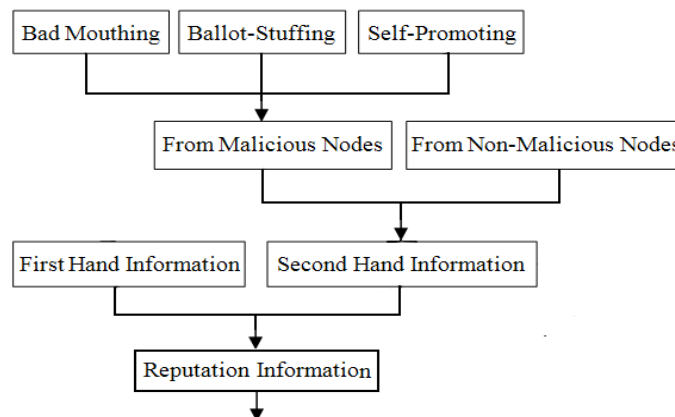 Bad Mouthing
Ballot-Stuffing
Self-Promoting
From Malicious Nodes
From Non-Malicious Nodes
First Hand Information
Second Hand Information
Reputation Information